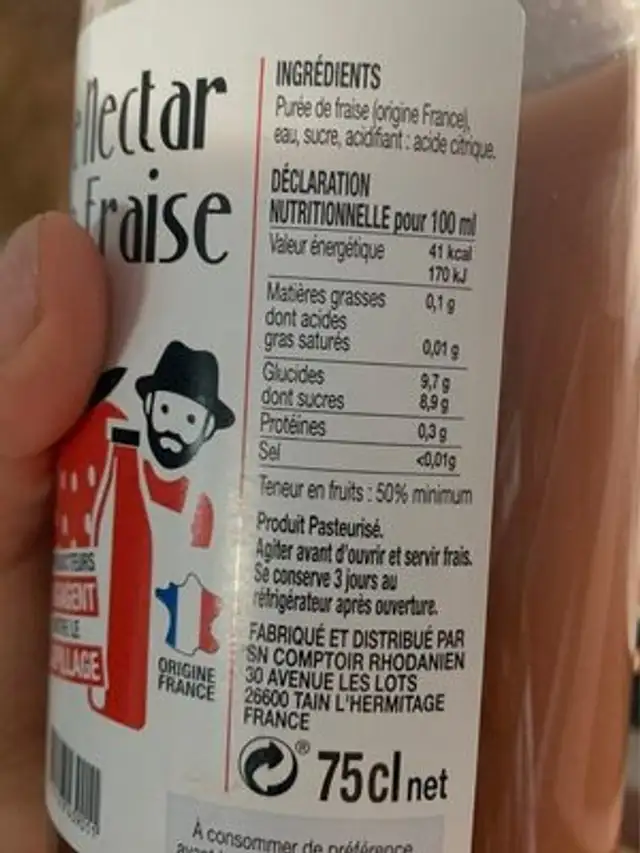 Nectar
Fraise
INGRÉDIENTS
Purée de fraise (origine France),
eau, sucre, acidifiant : acide citrique.
DÉCLARATION
NUTRITIONNELLE pour 100 ml
Valeur énergétique 41 kcal
170 kJ
Matières grasses 0,1 g
dont acides
gras saturés 0,01 g
Glucides 9,7 g
dont sucres 8,9 g
Protéines 0,3 g
Sel <0,01g
Teneur en fruits : 50% minimum
Produit Pasteurisé.
Agiter avant d'ouvrir et servir frais.
Se conserve 3 jours au
réfrigérateur après ouverture.
FABRIQUÉ ET DISTRIBUÉ PAR
SN COMPTOIR RHODANIEN
30 AVENUE LES LOTS
26600 TAIN L'HERMITAGE
FRANCE
® 75cl net
ORIGINE
FRANCE
A consommer de préférence